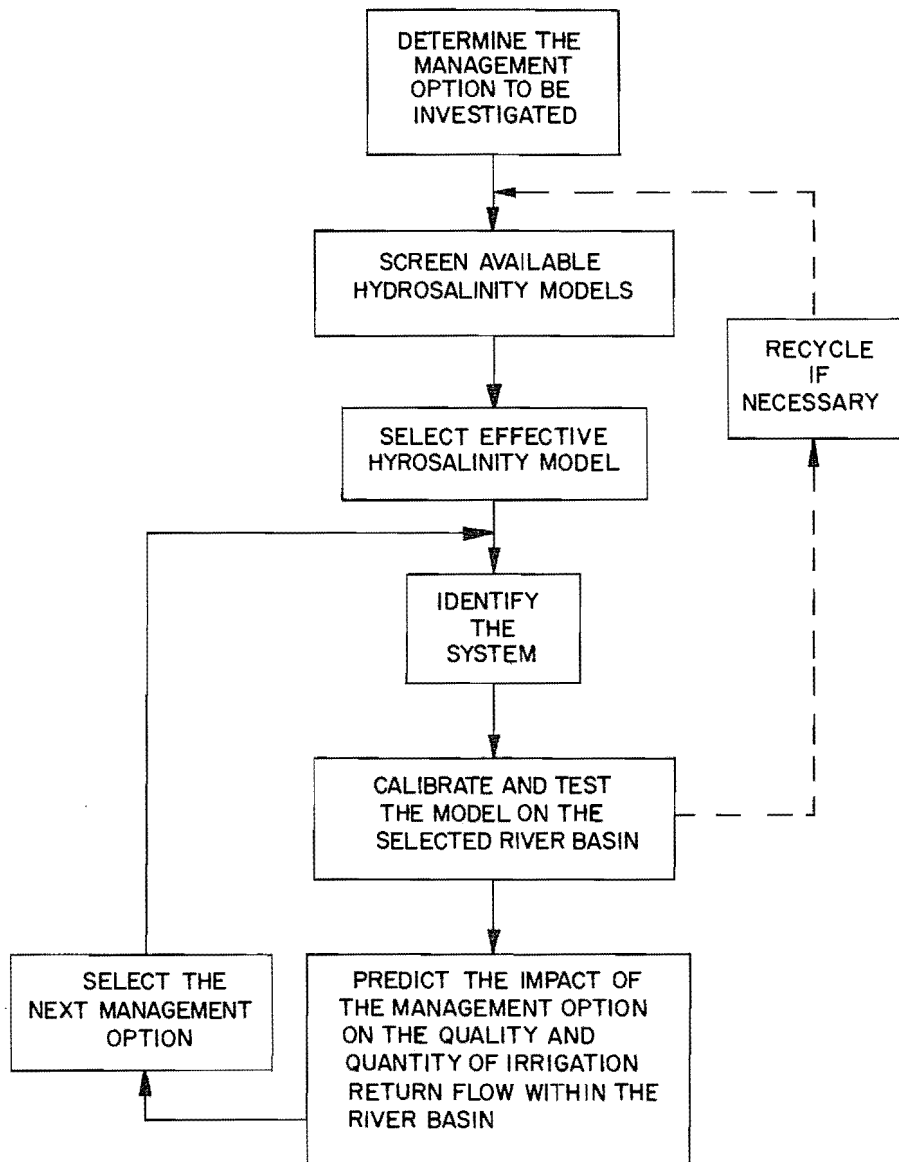 DETERMINE THE
MANAGEMENT
OPTION TO BE
INVESTIGATED
SCREEN AVAILABLE
HYDROSALINITY MODELS
RECYCLE
IF
NECESSARY
SELECT EFFECTIVE
HYROSALINITY MODEL
IDENTIFY
THE
SYSTEM
CALIBRATE AND TEST
THE MODEL ON THE
SELECTED RIVER BASIN
SELECT THE
NEXT MANAGEMENT
OPTION
PREDICT THE IMPACT OF
THE MANAGEMENT OPTION
ON THE QUALITY AND
QUANTITY OF IRRIGATION
RETURN FLOW WITHIN THE
RIVER BASIN